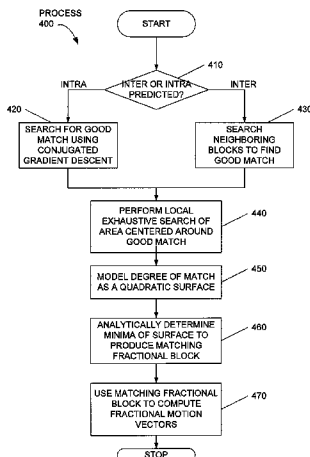 PROCESS
400
START
410
INTER OR INTRA
PREDICTED?
INTRA
INTER
420
SEARCH FOR GOOD
MATCH USING
CONJUGATED
GRADIENT DESCENT
430
SEARCH
NEIGHBORING
BLOCKS TO FIND
GOOD MATCH
440
PERFORM LOCAL
EXHAUSTIVE SEARCH OF
AREA CENTERED AROUND
GOOD MATCH
450
MODEL DEGREE OF MATCH
AS A QUADRATIC SURFACE
460
ANALYTICALLY DETERMINE
MINIMA OF SURFACE TO
PRODUCE MATCHING
FRACTIONAL BLOCK
470
USE MATCHING FRACTIONAL
BLOCK TO COMPUTE
FRACTIONAL MOTION
VECTORS
STOP